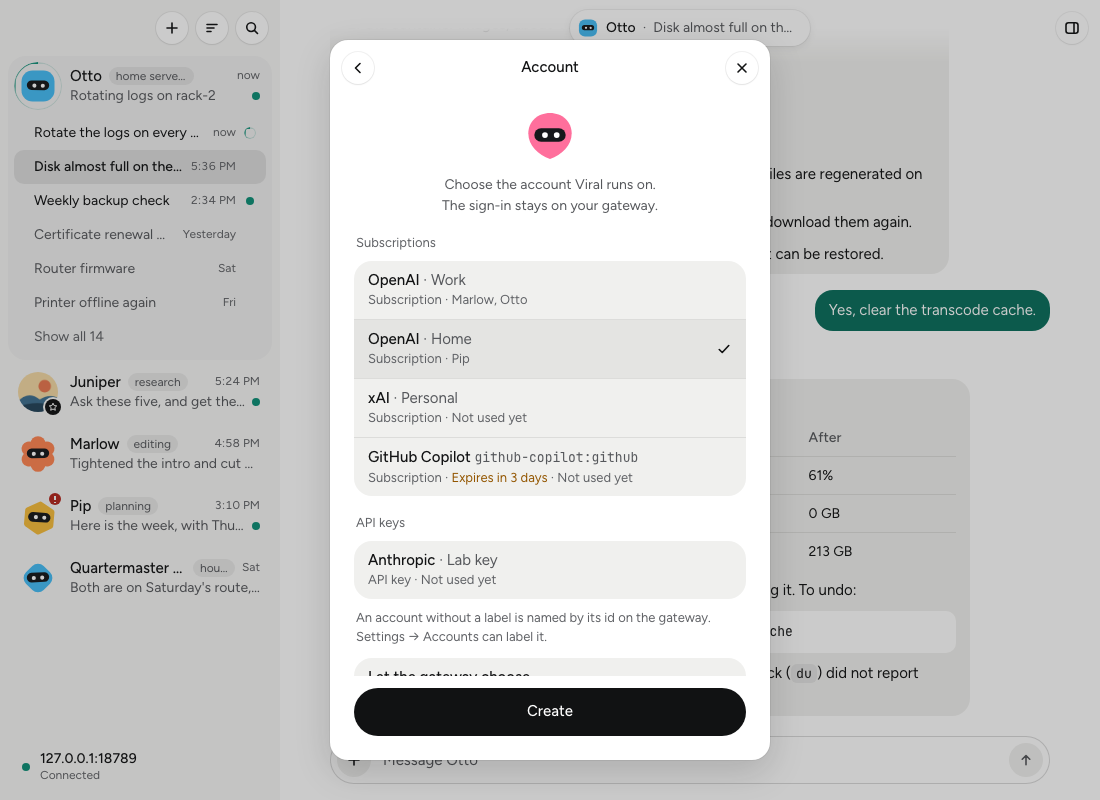 Otto home serve... now
Rotating logs on rack-2
Rotate the logs on every ... now
Disk almost full on the... 5:36 PM
Weekly backup check 2:34 PM
Certificate renewal ... Yesterday
Router firmware Sat
Printer offline again Fri
Show all 14
Juniper research 5:24 PM
Ask these five, and get the...
Marlow editing 4:58 PM
Tightened the intro and cut ...
Pip planning 3:10 PM
Here is the week, with Thu...
Quartermaster ... hou... Sat
Both are on Saturday's route,...
127.0.0.1:18789
Connected
Otto · Disk almost full on th...
iles are regenerated on
download them again.
can be restored.
Yes, clear the transcode cache.
After
61%
0 GB
213 GB
g it. To undo:
che
ck ( du ) did not report
Message Otto
Account
Choose the account Viral runs on.
The sign-in stays on your gateway.
Subscriptions
OpenAI · Work
Subscription · Marlow, Otto
OpenAI · Home
Subscription · Pip
xAI · Personal
Subscription · Not used yet
GitHub Copilot github-copilot:github
Subscription · Expires in 3 days · Not used yet
API keys
Anthropic · Lab key
API key · Not used yet
An account without a label is named by its id on the gateway.
Settings → Accounts can label it.
Let the gateway choose
Create